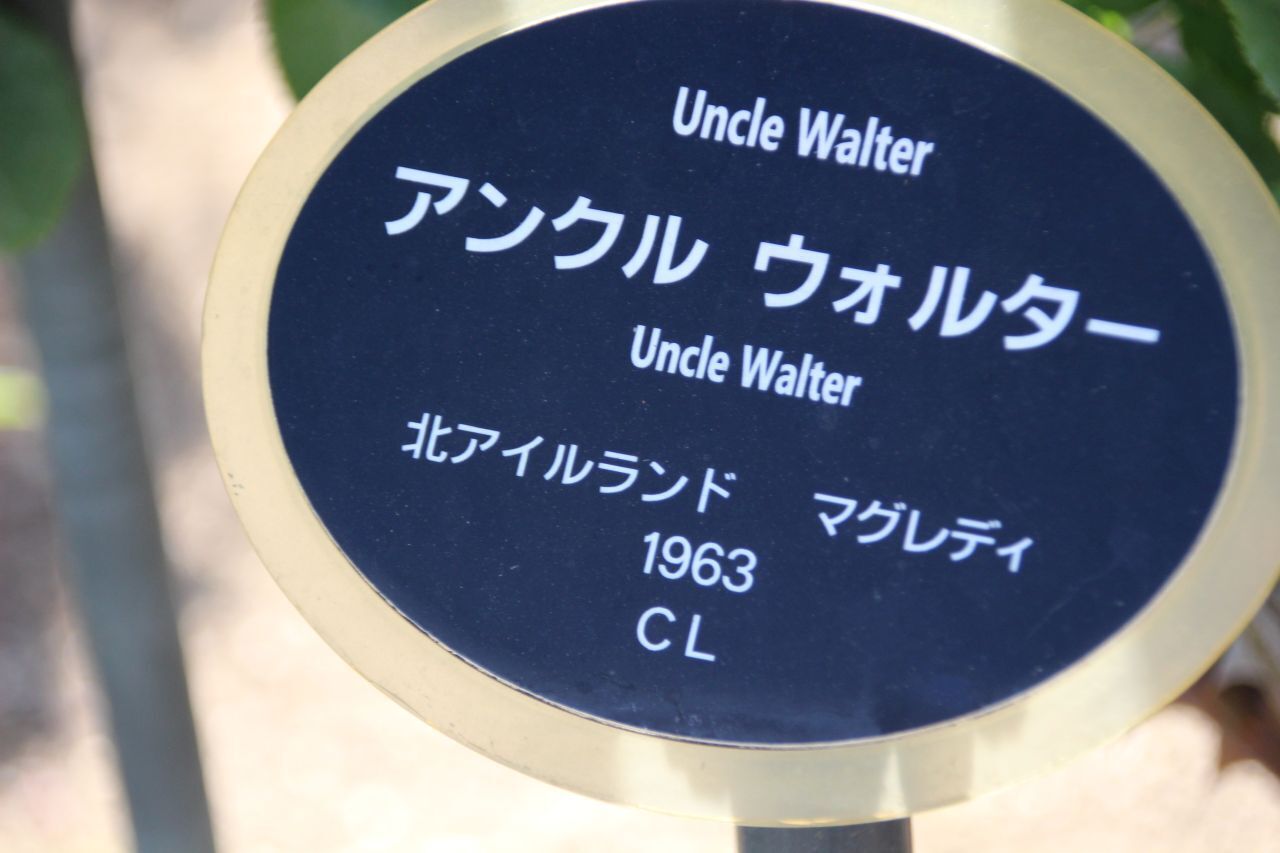 Uncle Walter
アンクル ウォルター
Uncle Walter
北アイルランド マグレディ
1963
CL